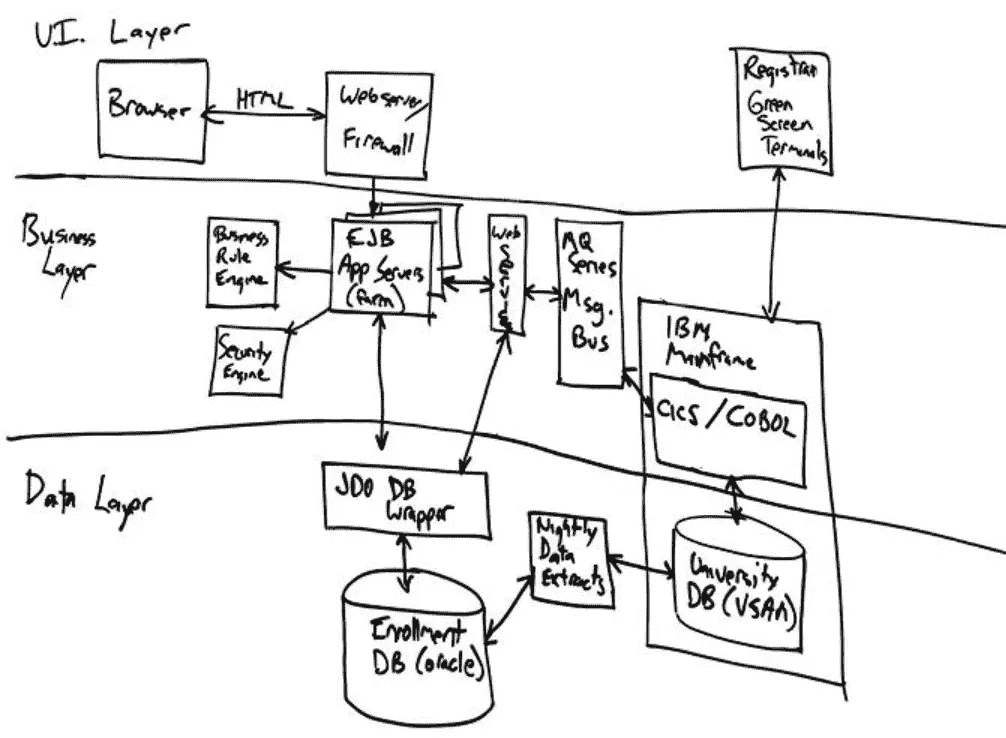 U.I. Layer
Browser
HTML
Webserver/
Firewall
Registrar
Green
Screen
Terminals
Business
Layer
Business
Rule
Engine
Security
Engine
EJB
App Servers
(farm)
Web
Services
MQ
Series
Msg.
Bus
IBM
Mainframe
CICS/COBOL
Data Layer
JDO DB
Wrapper
Nightly
Data
Extracts
Enrollment
DB (oracle)
University
DB (VSAM)